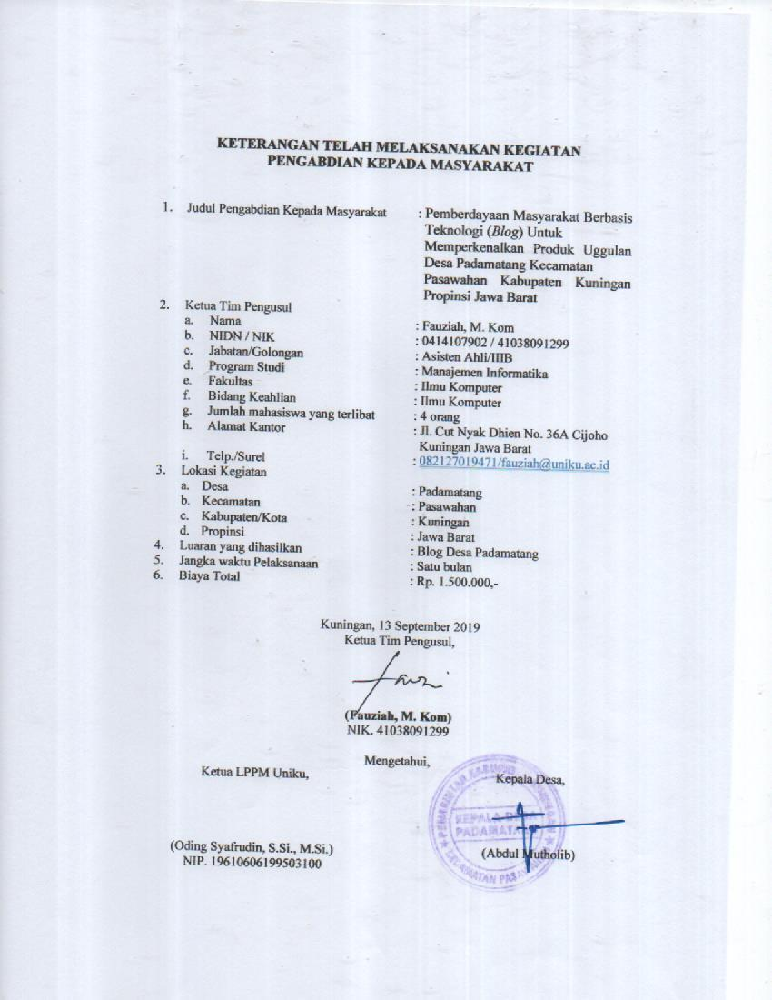 KETERANGAN TELAH MELAKSANAKAN KEGIATAN
PENGABDIAN KEPADA MASYARAKAT
1. Judul Pengabdian Kepada Masyarakat : Pemberdayaan Masyarakat Berbasis
Teknologi (Blog) Untuk
Memperkenalkan Produk Uggulan
Desa Padamatang Kecamatan
Pasawahan Kabupaten Kuningan
Propinsi Jawa Barat
2. Ketua Tim Pengusul
a. Nama : Fauziah, M. Kom
b. NIDN / NIK : 0414107902 / 41038091299
c. Jabatan/Golongan : Asisten Ahli/IIIB
d. Program Studi : Manajemen Informatika
e. Fakultas : Ilmu Komputer
f. Bidang Keahlian : Ilmu Komputer
g. Jumlah mahasiswa yang terlibat : 4 orang
h. Alamat Kantor : Jl. Cut Nyak Dhien No. 36A Cijoho
Kuningan Jawa Barat
i. Telp./Surel : 082127019471/fauziah@uniku.ac.id
3. Lokasi Kegiatan
a. Desa : Padamatang
b. Kecamatan : Pasawahan
c. Kabupaten/Kota : Kuningan
d. Propinsi : Jawa Barat
4. Luaran yang dihasilkan : Blog Desa Padamatang
5. Jangka waktu Pelaksanaan : Satu bulan
6. Biaya Total : Rp. 1.500.000,-
Kuningan, 13 September 2019
Ketua Tim Pengusul,
(Fauziah, M. Kom)
NIK. 41038091299
Mengetahui,
Ketua LPPM Uniku,
Kepala Desa,
KEPALA
(Oding Syafrudin, S.Si., M.Si.)
NIP. 19610606199503100
(Abdul Mutholib)